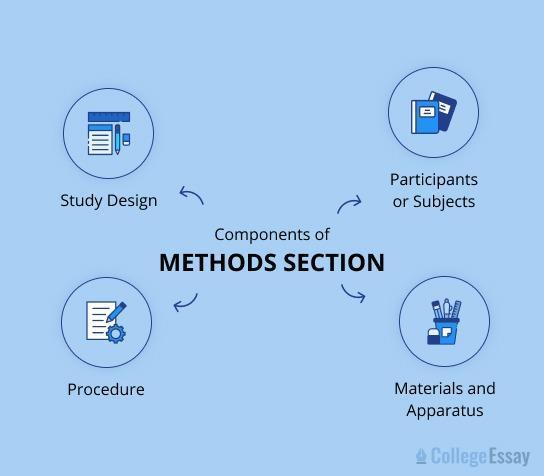 Study Design
Participants
or Subjects
Components of
METHODS SECTION
Procedure
Materials and
Apparatus
CollegeEssay